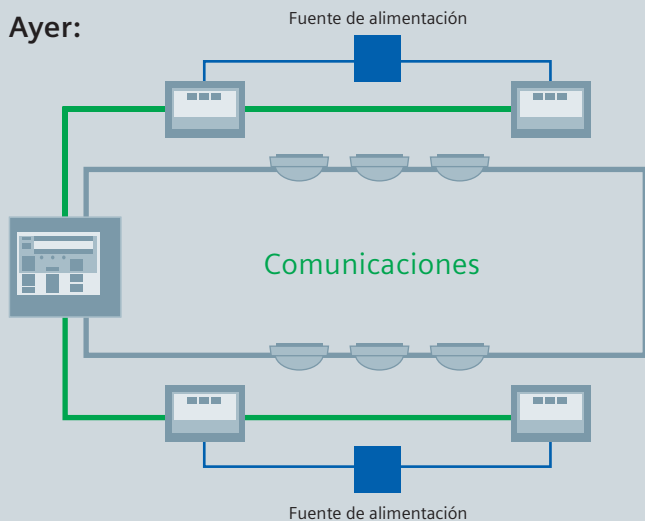 Ayer:
Fuente de alimentación
Comunicaciones
Fuente de alimentación